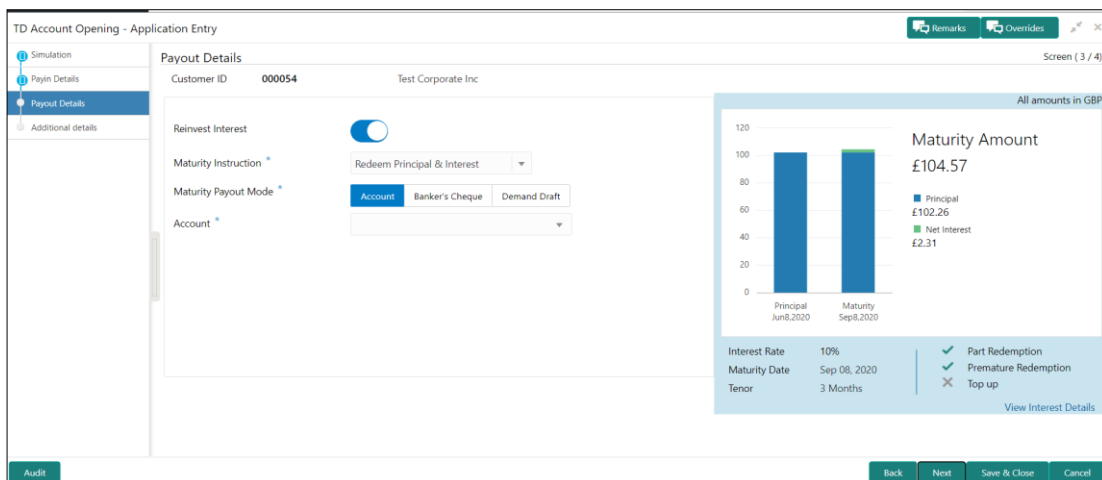 TD Account Opening - Application Entry
Remarks
Overrides
Simulation
Payin Details
Payout Details
Additional details
Payout Details
Screen ( 3 / 4)
Customer ID 000054 Test Corporate Inc
Reinvest Interest
Maturity Instruction *
Redeem Principal & Interest
Maturity Payout Mode *
Account Banker's Cheque Demand Draft
Account *
All amounts in GBP
120
100
80
60
40
20
0
Principal
Jun8,2020
Maturity
Sep8,2020
Maturity Amount
£104.57
Principal
£102.26
Net Interest
£2.31
Interest Rate 10%
Maturity Date Sep 08, 2020
Tenor 3 Months
Part Redemption
Premature Redemption
Top up
View Interest Details
Audit
Back Next Save & Close Cancel